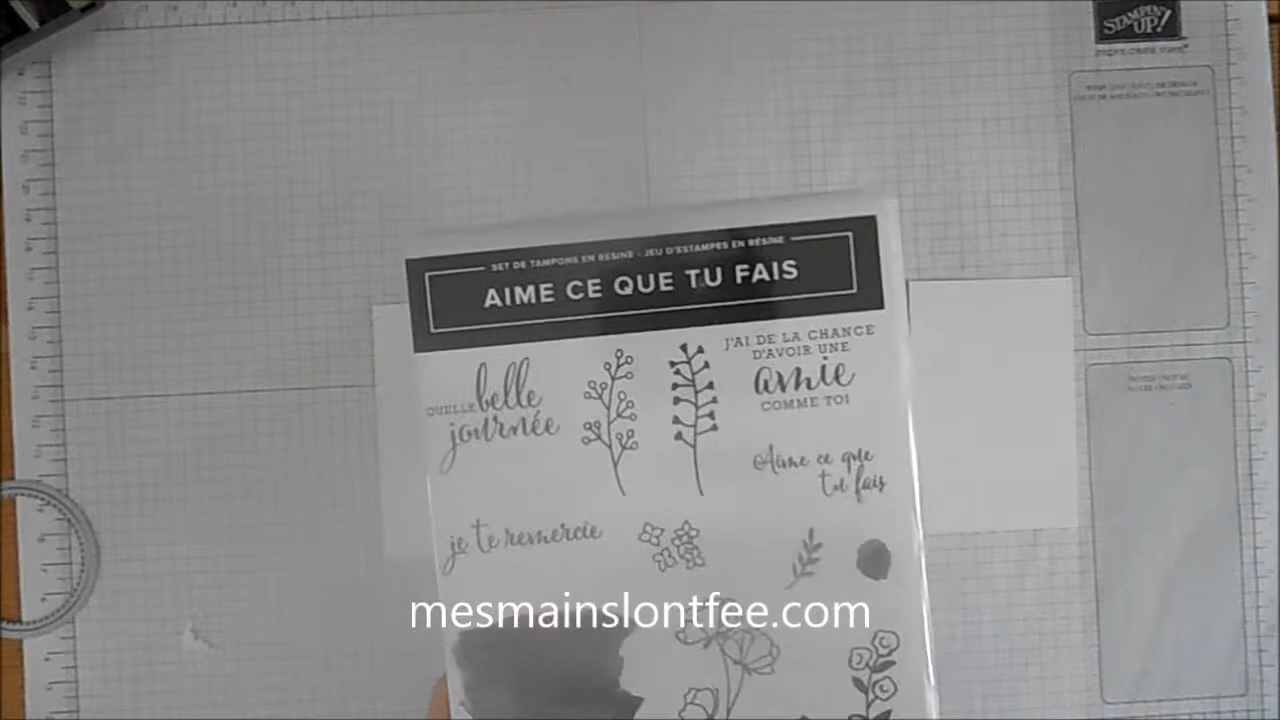 STAMPIN' UP!
SET DE TAMPONS EN RÉSINE • JEU D'ESTAMPES EN RÉSINE
AIME CE QUE TU FAIS
QUELLE belle
journée
J'AI DE LA CHANCE
D'AVOIR UNE
amie
COMME TOI
Aime ce que
tu fais
je te remercie
mesmainslontfee.com